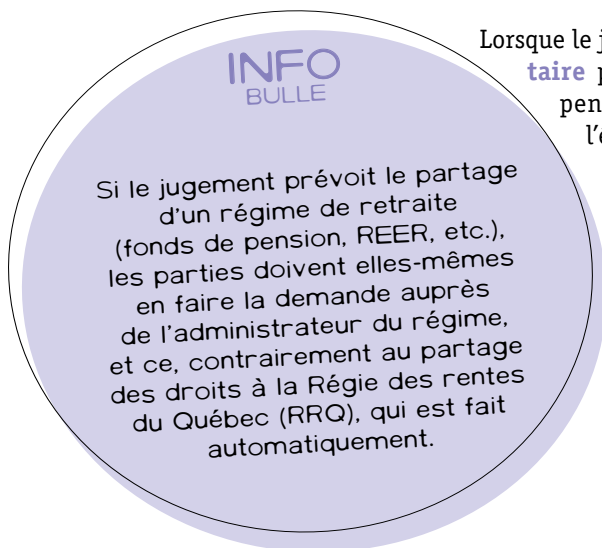 INFO
BULLE
Si le jugement prévoit le partage
d’un régime de retraite
(fonds de pension, REER, etc.),
les parties doivent elles-mêmes
en faire la demande auprès
de l’administrateur du régime,
et ce, contrairement au partage
des droits à la Régie des rentes
du Québec (RRQ), qui est fait
automatiquement.
Lorsque le
taire